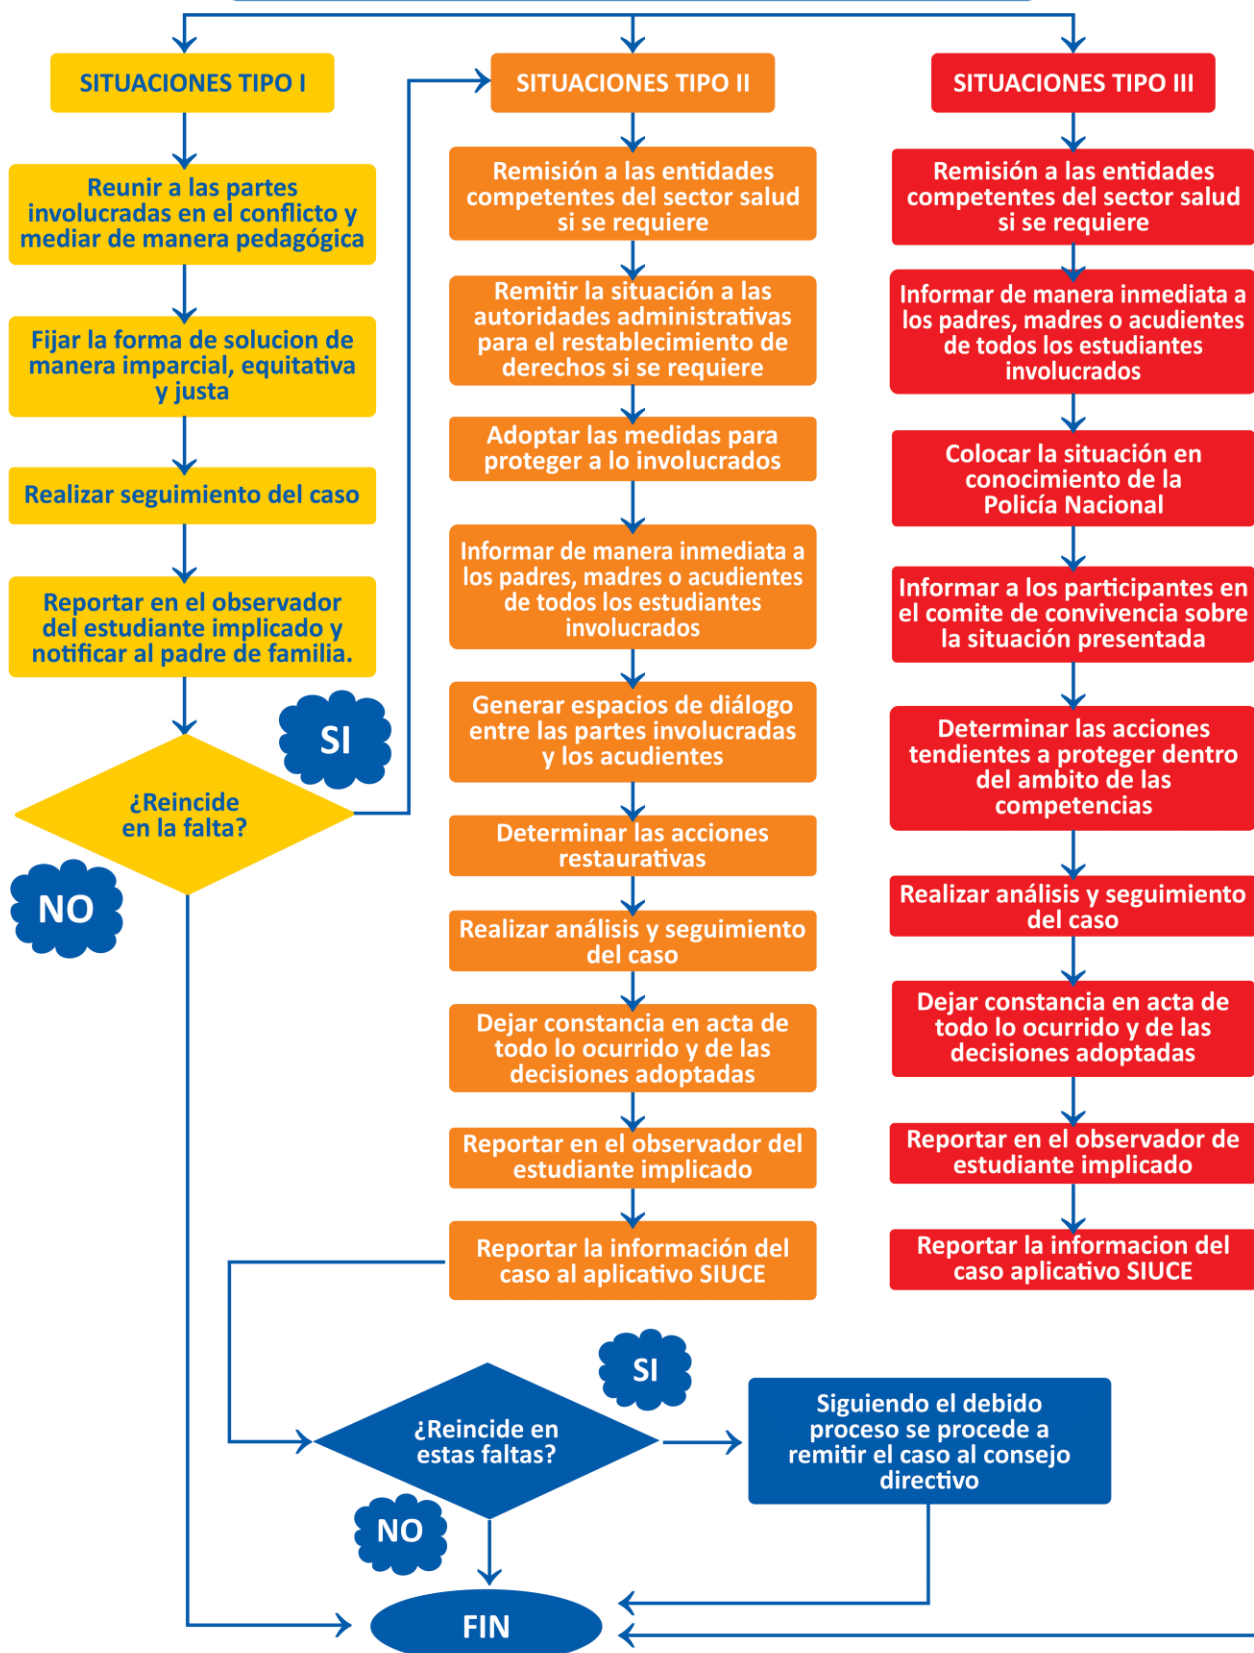 SITUACIONES TIPO I
Reunir a las partes
involucradas en el conflicto y
mediar de manera pedagógica
Fijar la forma de solucion de
manera imparcial, equitativa
y justa
Realizar seguimiento del caso
Reportar en el observador
del estudiante implicado y
notificar al padre de familia.
SI
¿Reincide
en la falta?
NO
SITUACIONES TIPO II
Remisión a las entidades
competentes del sector salud
si se requiere
Remitir la situación a las
autoridades administrativas
para el restablecimiento de
derechos si se requiere
Adoptar las medidas para
proteger a lo involucrados
Informar de manera inmediata a
los padres, madres o acudientes
de todos los estudiantes
involucrados
Generar espacios de diálogo
entre las partes involucradas
y los acudientes
Determinar las acciones
restaurativas
Realizar análisis y seguimiento
del caso
Dejar constancia en acta de
todo lo ocurrido y de las
decisiones adoptadas
Reportar en el observador del
estudiante implicado
Reportar la información del
caso al aplicativo SIUCE
SITUACIONES TIPO III
Remisión a las entidades
competentes del sector salud
si se requiere
Informar de manera inmediata a
los padres, madres o acudientes
de todos los estudiantes
involucrados
Colocar la situación en
conocimiento de la
Policía Nacional
Informar a los participantes en
el comite de convivencia sobre
la situación presentada
Determinar las acciones
tendientes a proteger dentro
del ambito de las
competencias
Realizar análisis y seguimiento
del caso
Dejar constancia en acta de
todo lo ocurrido y de las
decisiones adoptadas
Reportar en el observador de
estudiante implicado
Reportar la informacion del
caso aplicativo SIUCE
¿Reincide en
estas faltas?
SI
Siguiendo el debido
proceso se procede a
remitir el caso al consejo
directivo
NO
FIN